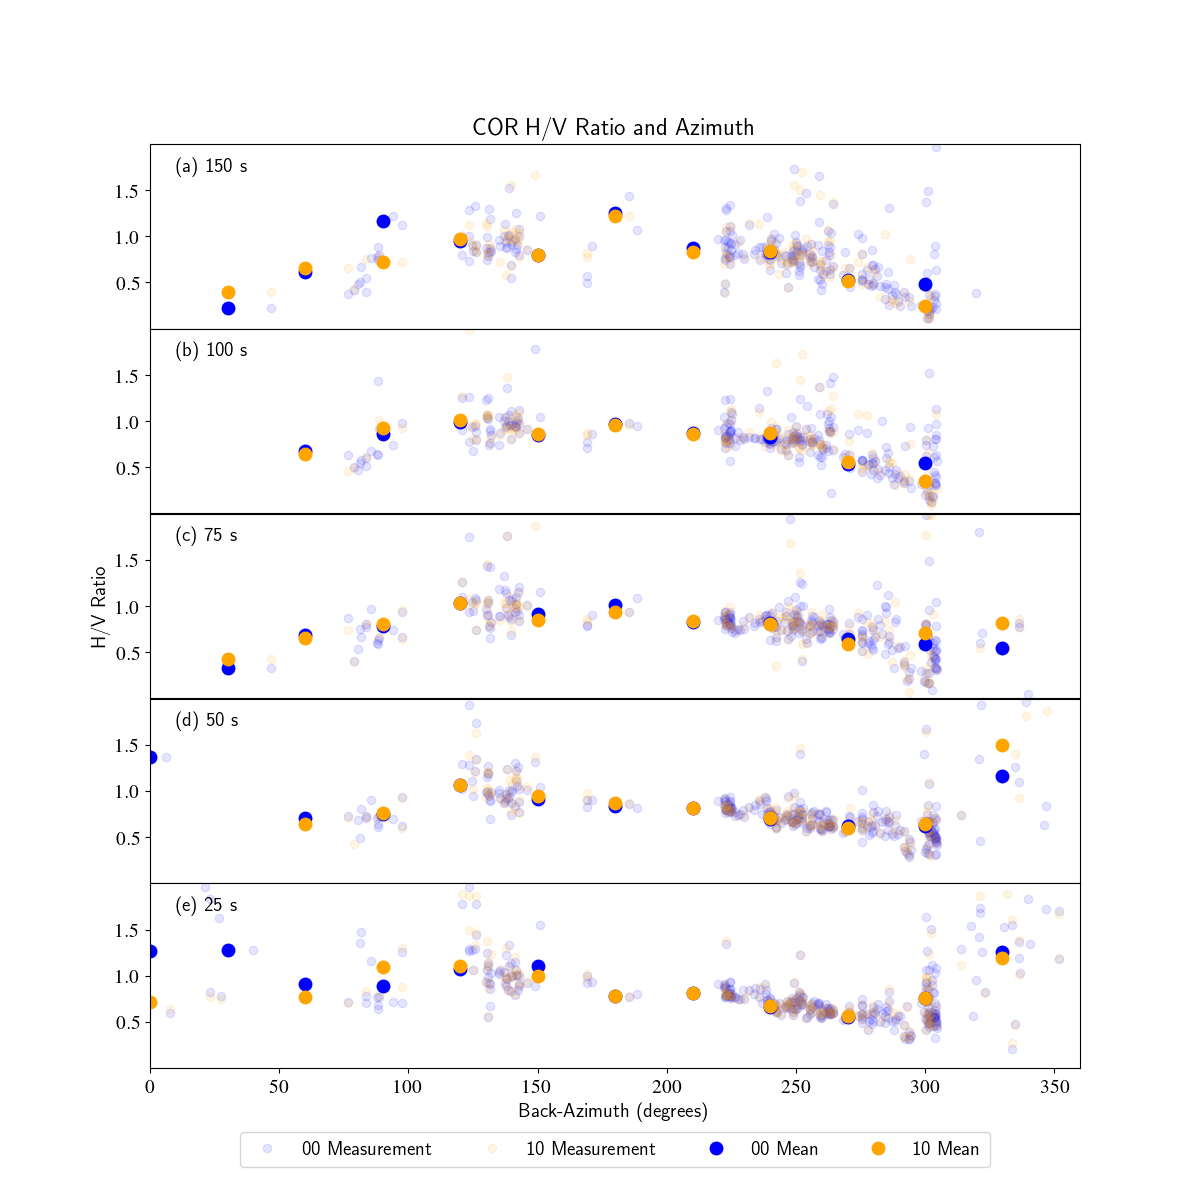 COR H/V Ratio and Azimuth
(a) 150 s
1.5
1.0
0.5
(b) 100 s
1.5
1.0
0.5
(c) 75 s
1.5
1.0
0.5
H/V Ratio
(d) 50 s
1.5
1.0
0.5
(e) 25 s
1.5
1.0
0.5
0 50 100 150 200 250 300 350
Back-Azimuth (degrees)
00 Measurement 10 Measurement 00 Mean 10 Mean